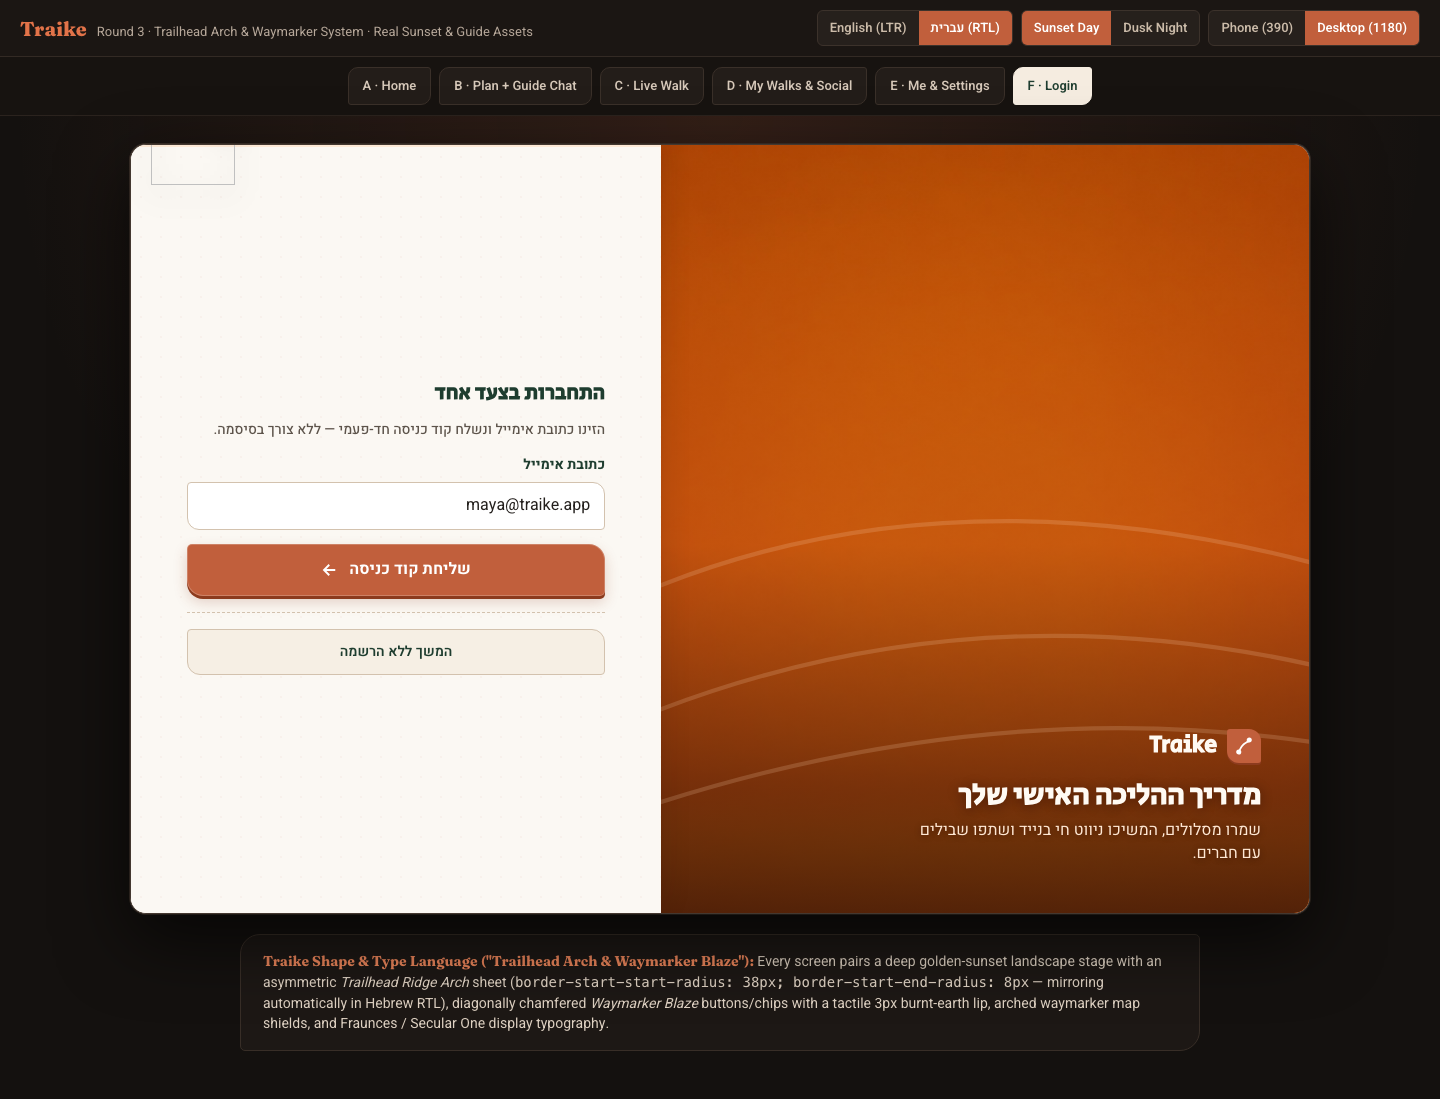 Traike Round 3 · Trailhead Arch & Waymarker System · Real Sunset & Guide Assets
English (LTR) עברית (RTL) Sunset Day Dusk Night Phone (390) Desktop (1180)
A · Home B · Plan + Guide Chat C · Live Walk D · My Walks & Social E · Me & Settings F · Login
Traike
מדריך ההליכה האישי שלך
שמרו מסלולים, המשיכו ניווט חי בנייד ושתפו שבילים
עם חברים.
התחברות בצעד אחד
הזינו כתובת אימייל ונשלח קוד כניסה חד-פעמי — ללא צורך בסיסמה.
כתובת אימייל
maya@traike.app
שליחת קוד כניסה ←
המשך ללא הרשמה
Traike Shape & Type Language ("Trailhead Arch & Waymarker Blaze"): Every screen pairs a deep golden-sunset landscape stage with an
asymmetric Trailhead Ridge Arch sheet (border-start-start-radius: 38px; border-start-end-radius: 8px — mirroring
automatically in Hebrew RTL), diagonally chamfered Waymarker Blaze buttons/chips with a tactile 3px burnt-earth lip, arched waymarker map
shields, and Fraunces / Secular One display typography.